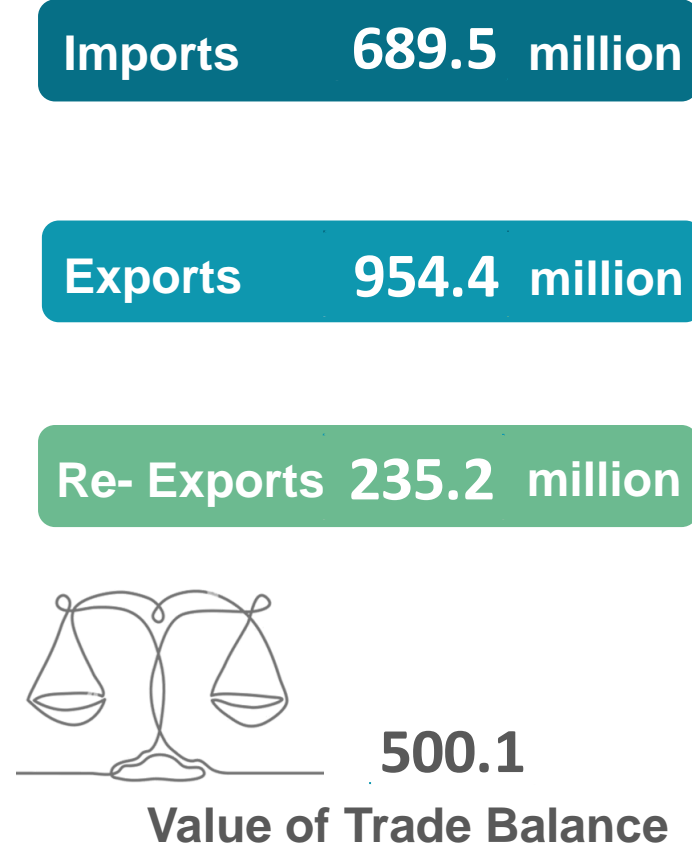 Imports 689.5 million
Exports 954.4 million
Re- Exports 235.2 million
500.1
Value of Trade Balance